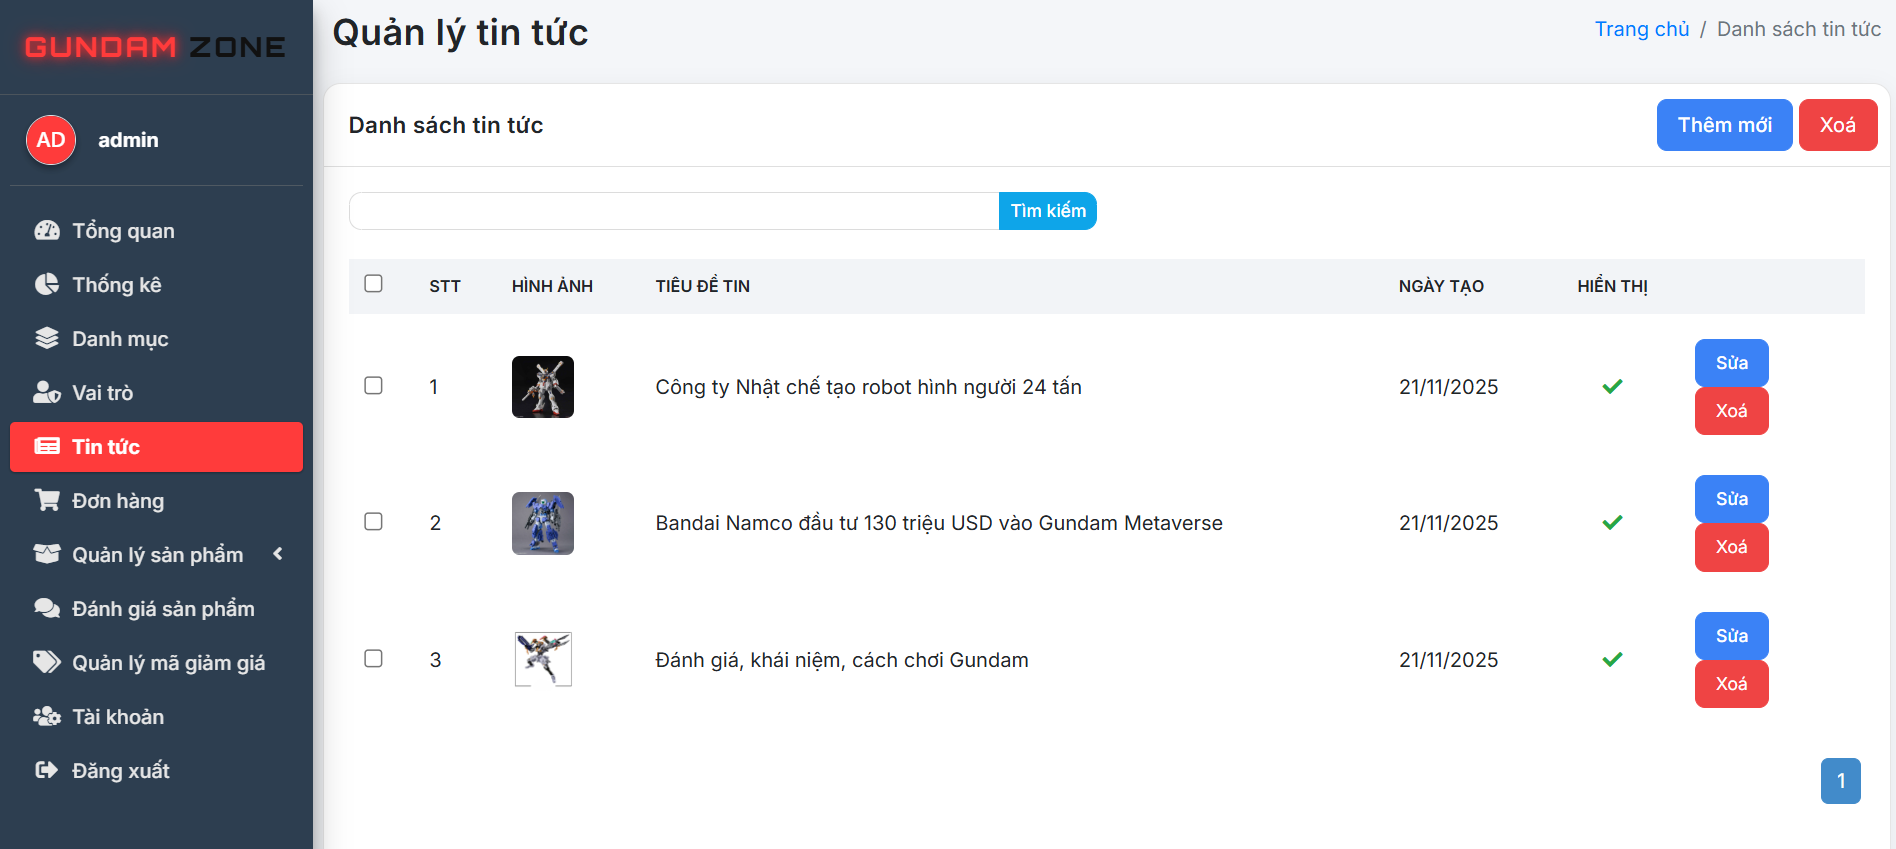 GUNDAM ZONE
AD admin
Tổng quan
Thống kê
Danh mục
Vai trò
Tin tức
Đơn hàng
Quản lý sản phẩm
Đánh giá sản phẩm
Quản lý mã giảm giá
Tài khoản
Đăng xuất
Quản lý tin tức
Trang chủ / Danh sách tin tức
Danh sách tin tức
Thêm mới Xoá
Tìm kiếm
STT HÌNH ẢNH TIÊU ĐỀ TIN NGÀY TẠO HIỂN THỊ
1 Công ty Nhật chế tạo robot hình người 24 tấn 21/11/2025
Sửa
Xoá
2 Bandai Namco đầu tư 130 triệu USD vào Gundam Metaverse 21/11/2025
Sửa
Xoá
3 Đánh giá, khái niệm, cách chơi Gundam 21/11/2025
Sửa
Xoá
1